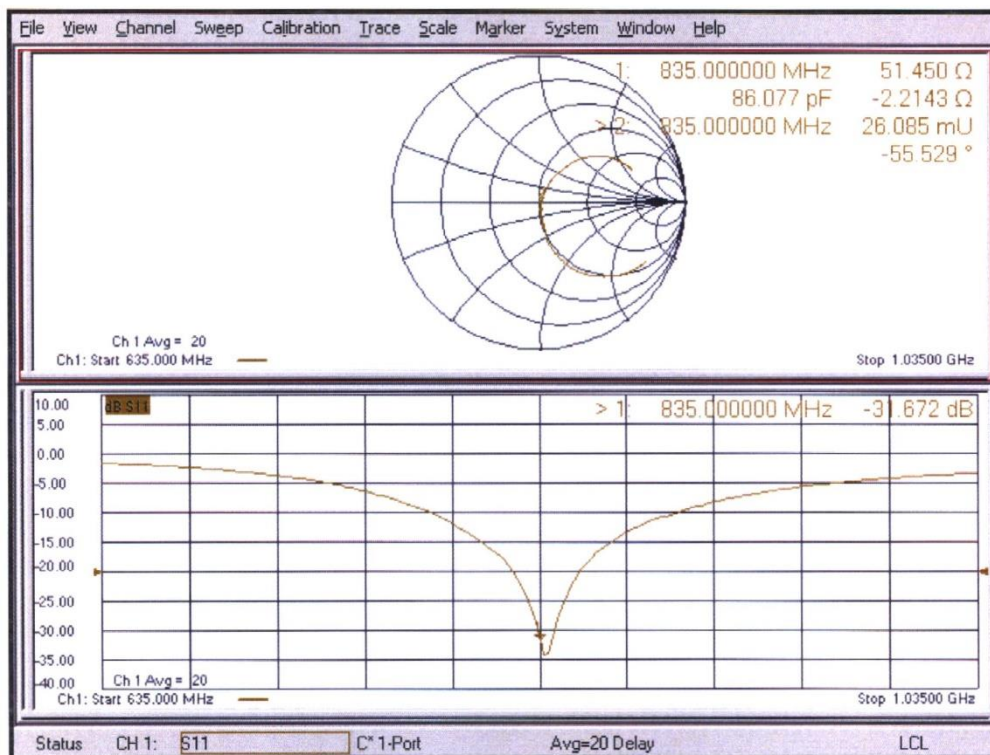 File View Channel Sweep Calibration Trace Scale Marker System Window Help
1: 835.000000 MHz 51.450 Ω
86.077 pF -2.2143 Ω
> 2: 835.000000 MHz 26.085 mU
-55.529 °
Ch 1 Avg = 20
Ch1: Start 635.000 MHz
Stop 1.03500 GHz
10.00
dB S11
> 1: 835.000000 MHz -31.672 dB
5.00
0.00
-5.00
-10.00
-15.00
-20.00
-25.00
-30.00
-35.00
-40.00
Ch 1 Avg = 20
Ch1: Start 635.000 MHz
Stop 1.03500 GHz
Status CH 1: S11 C* 1-Port Avg=20 Delay LCL